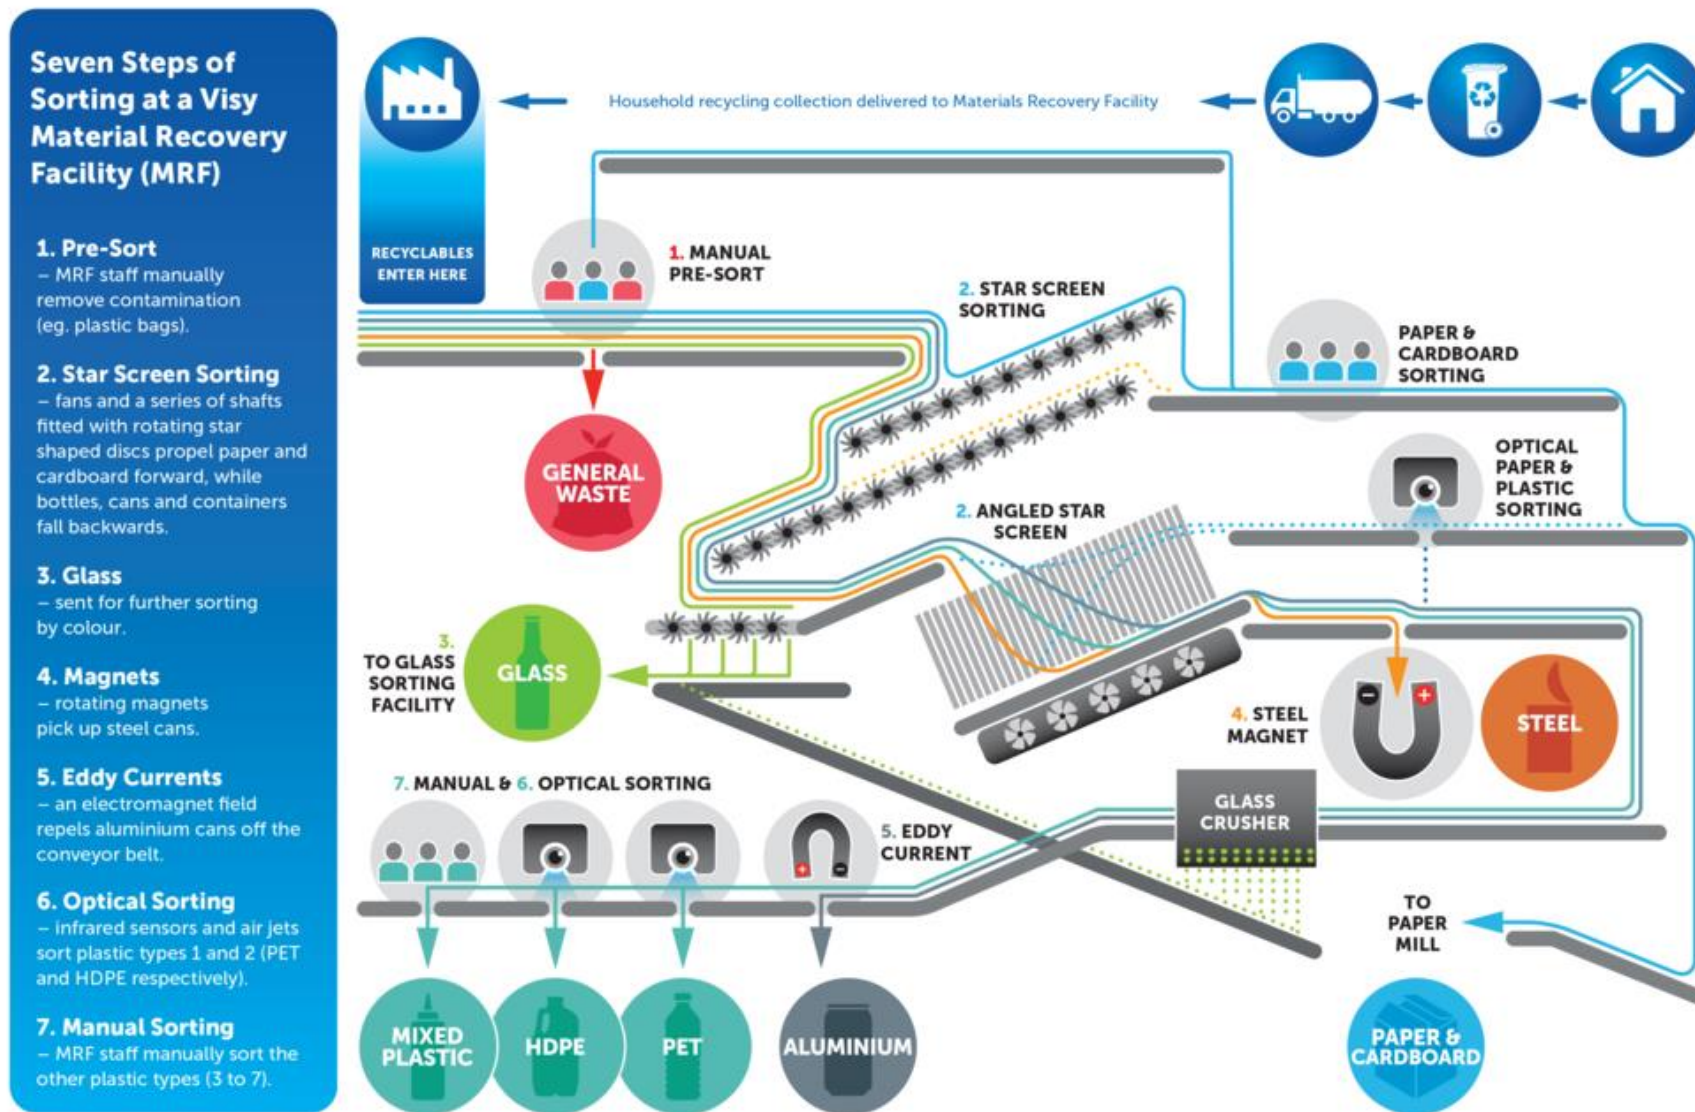 Seven Steps of
Sorting at a Visy
Material Recovery
Facility (MRF)
1. Pre-Sort
– MRF staff manually
remove contamination
(eg. plastic bags).
2. Star Screen Sorting
– fans and a series of shafts
fitted with rotating star
shaped discs propel paper and
cardboard forward, while
bottles, cans and containers
fall backwards.
3. Glass
– sent for further sorting
by colour.
4. Magnets
– rotating magnets
pick up steel cans.
5. Eddy Currents
– an electromagnet field
repels aluminium cans off the
conveyor belt.
6. Optical Sorting
– infrared sensors and air jets
sort plastic types 1 and 2 (PET
and HDPE respectively).
7. Manual Sorting
– MRF staff manually sort the
other plastic types (3 to 7).
Household recycling collection delivered to Materials Recovery Facility
RECYCLABLES
ENTER HERE
1. MANUAL
PRE-SORT
GENERAL
WASTE
2. STAR SCREEN
SORTING
PAPER &
CARDBOARD
SORTING
OPTICAL
PAPER &
PLASTIC
SORTING
2. ANGLED STAR
SCREEN
3.
TO GLASS
SORTING
FACILITY
GLASS
4. STEEL
MAGNET
STEEL
GLASS
CRUSHER
7. MANUAL & 6. OPTICAL SORTING
5. EDDY
CURRENT
MIXED
PLASTIC
HDPE
PET
ALUMINIUM
TO
PAPER
MILL
PAPER &
CARDBOARD